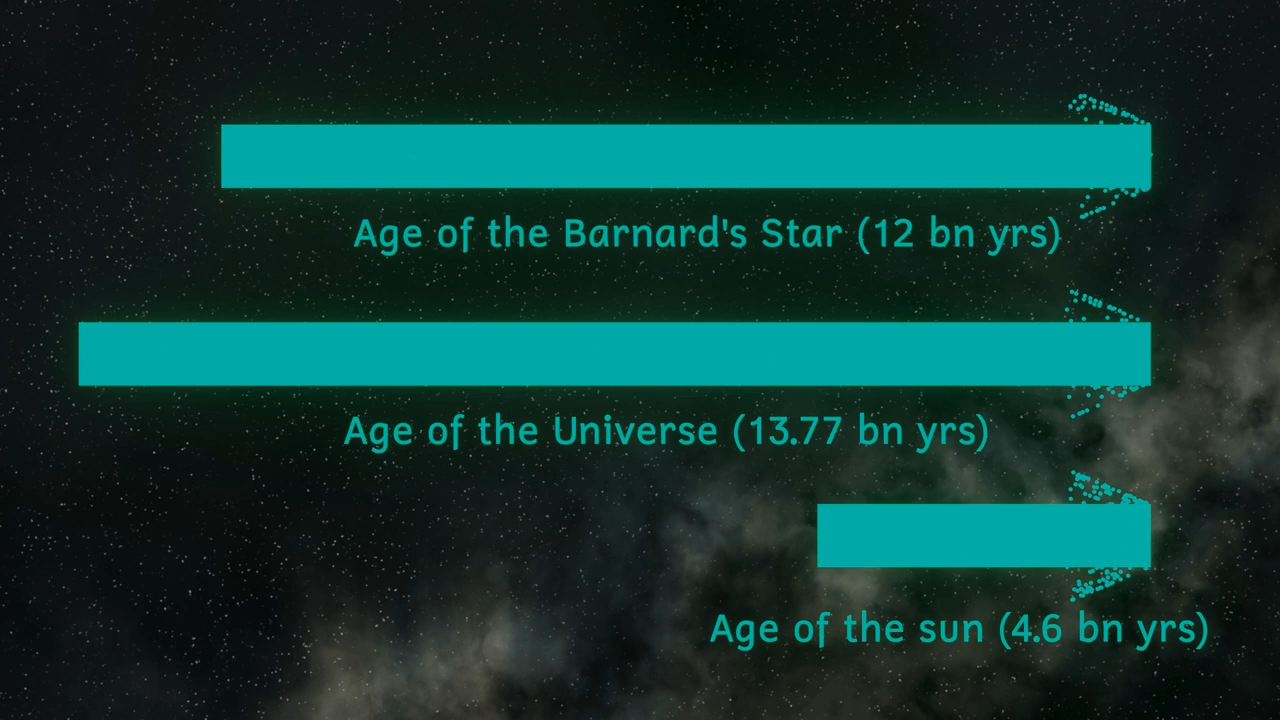 Age of the Barnard's Star (12 bn yrs)
Age of the Universe (13.77 bn yrs)
Age of the sun (4.6 bn yrs)